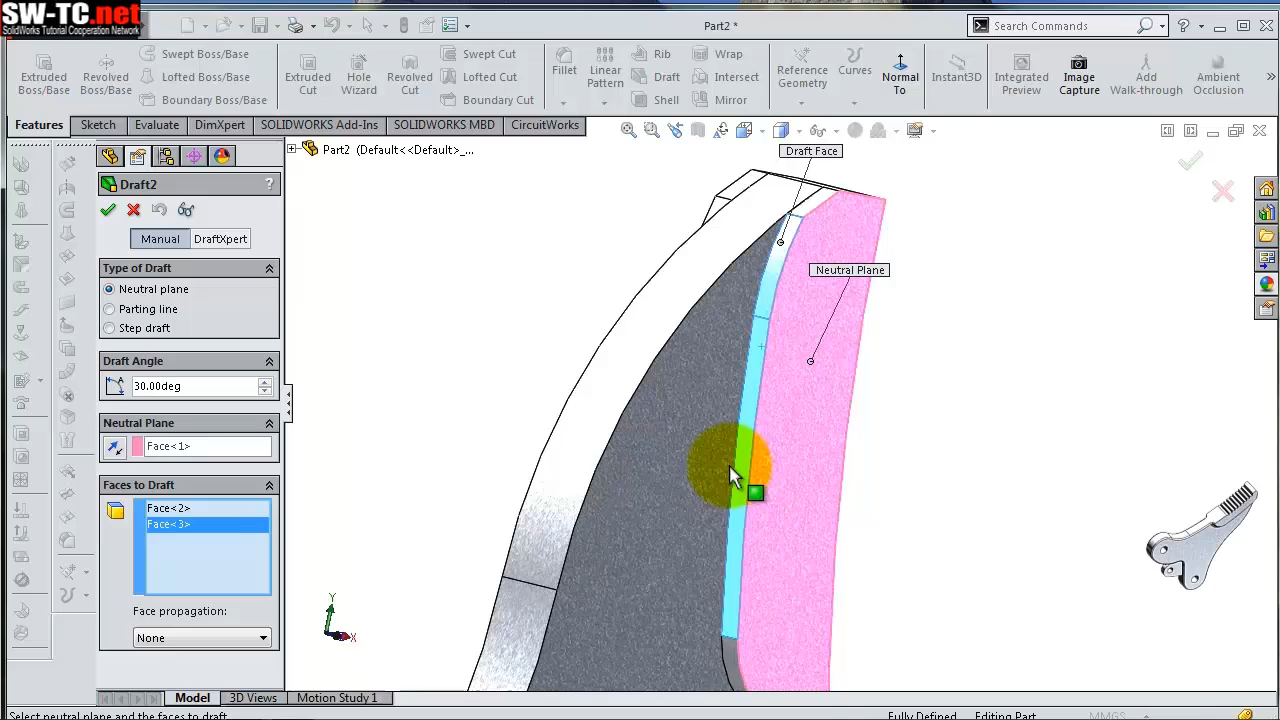 SW-TC.net
SolidWorks Tutorial Cooperation Network
Part2*
Search Commands
Extruded Boss/Base
Revolved Boss/Base
Swept Boss/Base
Lofted Boss/Base
Boundary Boss/Base
Extruded Cut
Hole Wizard
Revolved Cut
Swept Cut
Lofted Cut
Boundary Cut
Fillet
Linear Pattern
Rib
Draft
Shell
Wrap
Intersect
Mirror
Reference Geometry
Curves
Normal To
Instant3D
Integrated Preview
Image Capture
Add Walk-through
Ambient Occlusion
Features
Sketch
Evaluate
DimXpert
SOLIDWORKS Add-Ins
SOLIDWORKS MBD
CircuitWorks
Part2 (Default<<Default>_...
Draft2
?
Manual
DraftXpert
Type of Draft
Neutral plane
Parting line
Step draft
Draft Angle
30.00deg
Neutral Plane
Face<1>
Faces to Draft
Face<2>
Face<3>
Face propagation:
None
Draft Face
Neutral Plane
Y
X
Model
3D Views
Motion Study 1
Select neutral plane and the faces to draft
Fully Defined
Editing Part
MMGS